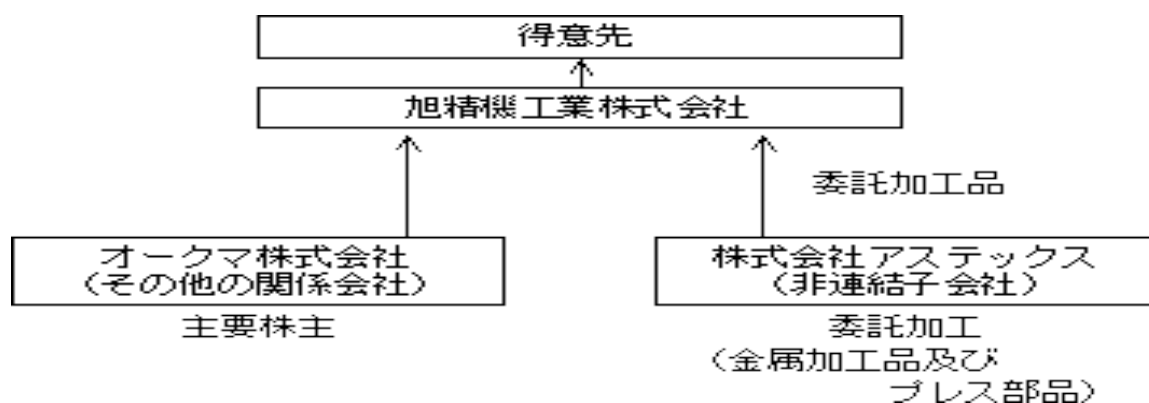 得意先
旭精機工業株式会社
委託加工品
オークマ株式会社
(その他の関係会社)
主要株主
株式会社アステックス
(非連結子会社)
委託加工
(金属加工品及び
プレス部品)